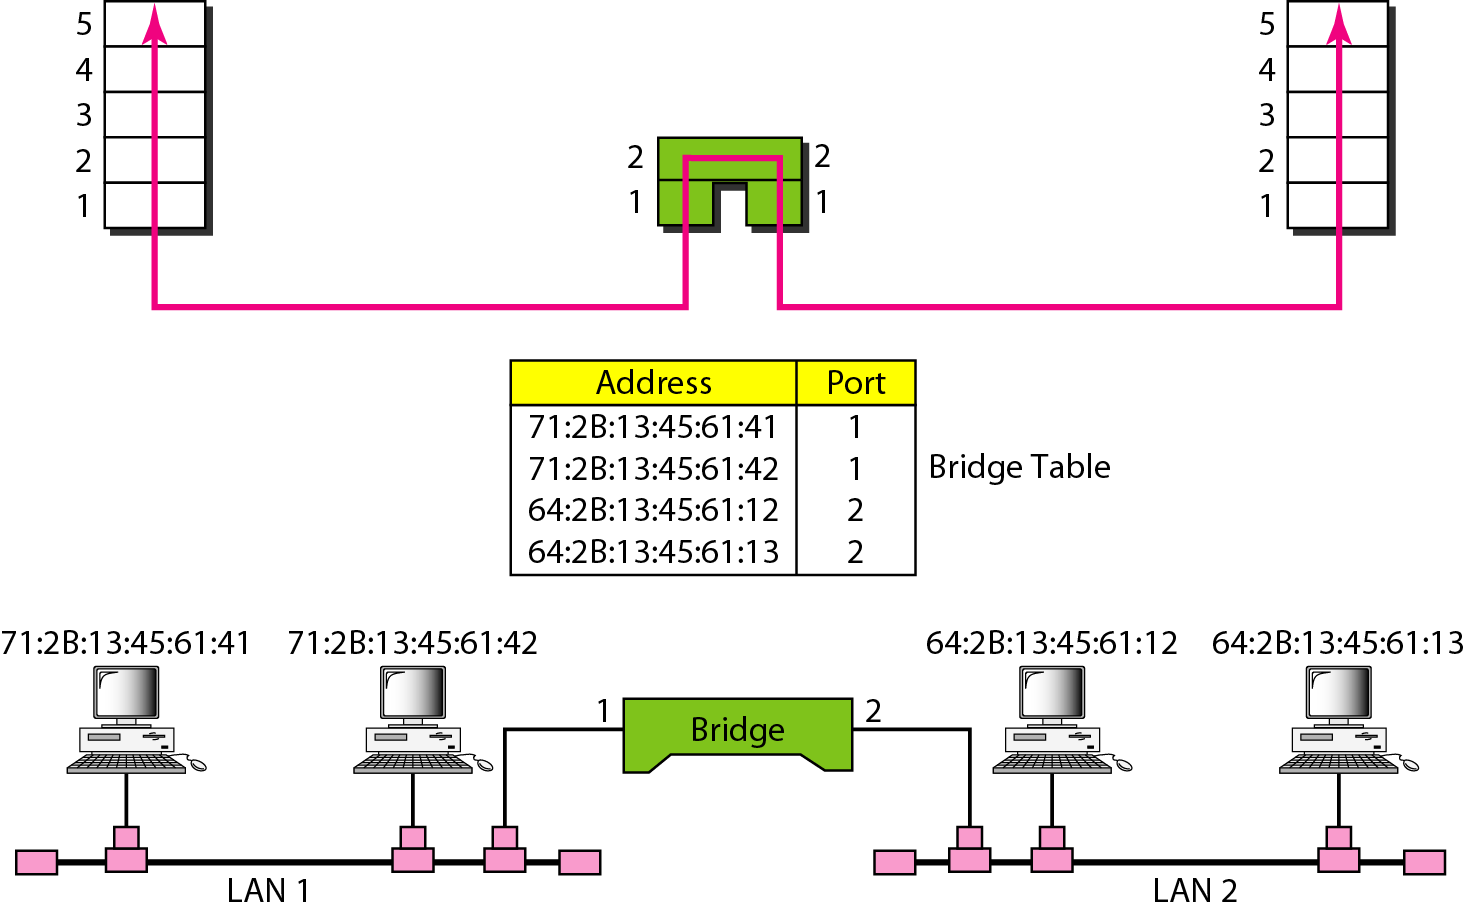 5
4
3
2
1
2 2
1 1
5
4
3
2
1
Address Port
71:2B:13:45:61:41 1
71:2B:13:45:61:42 1
64:2B:13:45:61:12 2
64:2B:13:45:61:13 2
Bridge Table
71:2B:13:45:61:41 71:2B:13:45:61:42 64:2B:13:45:61:12 64:2B:13:45:61:13
1 Bridge 2
LAN 1 LAN 2